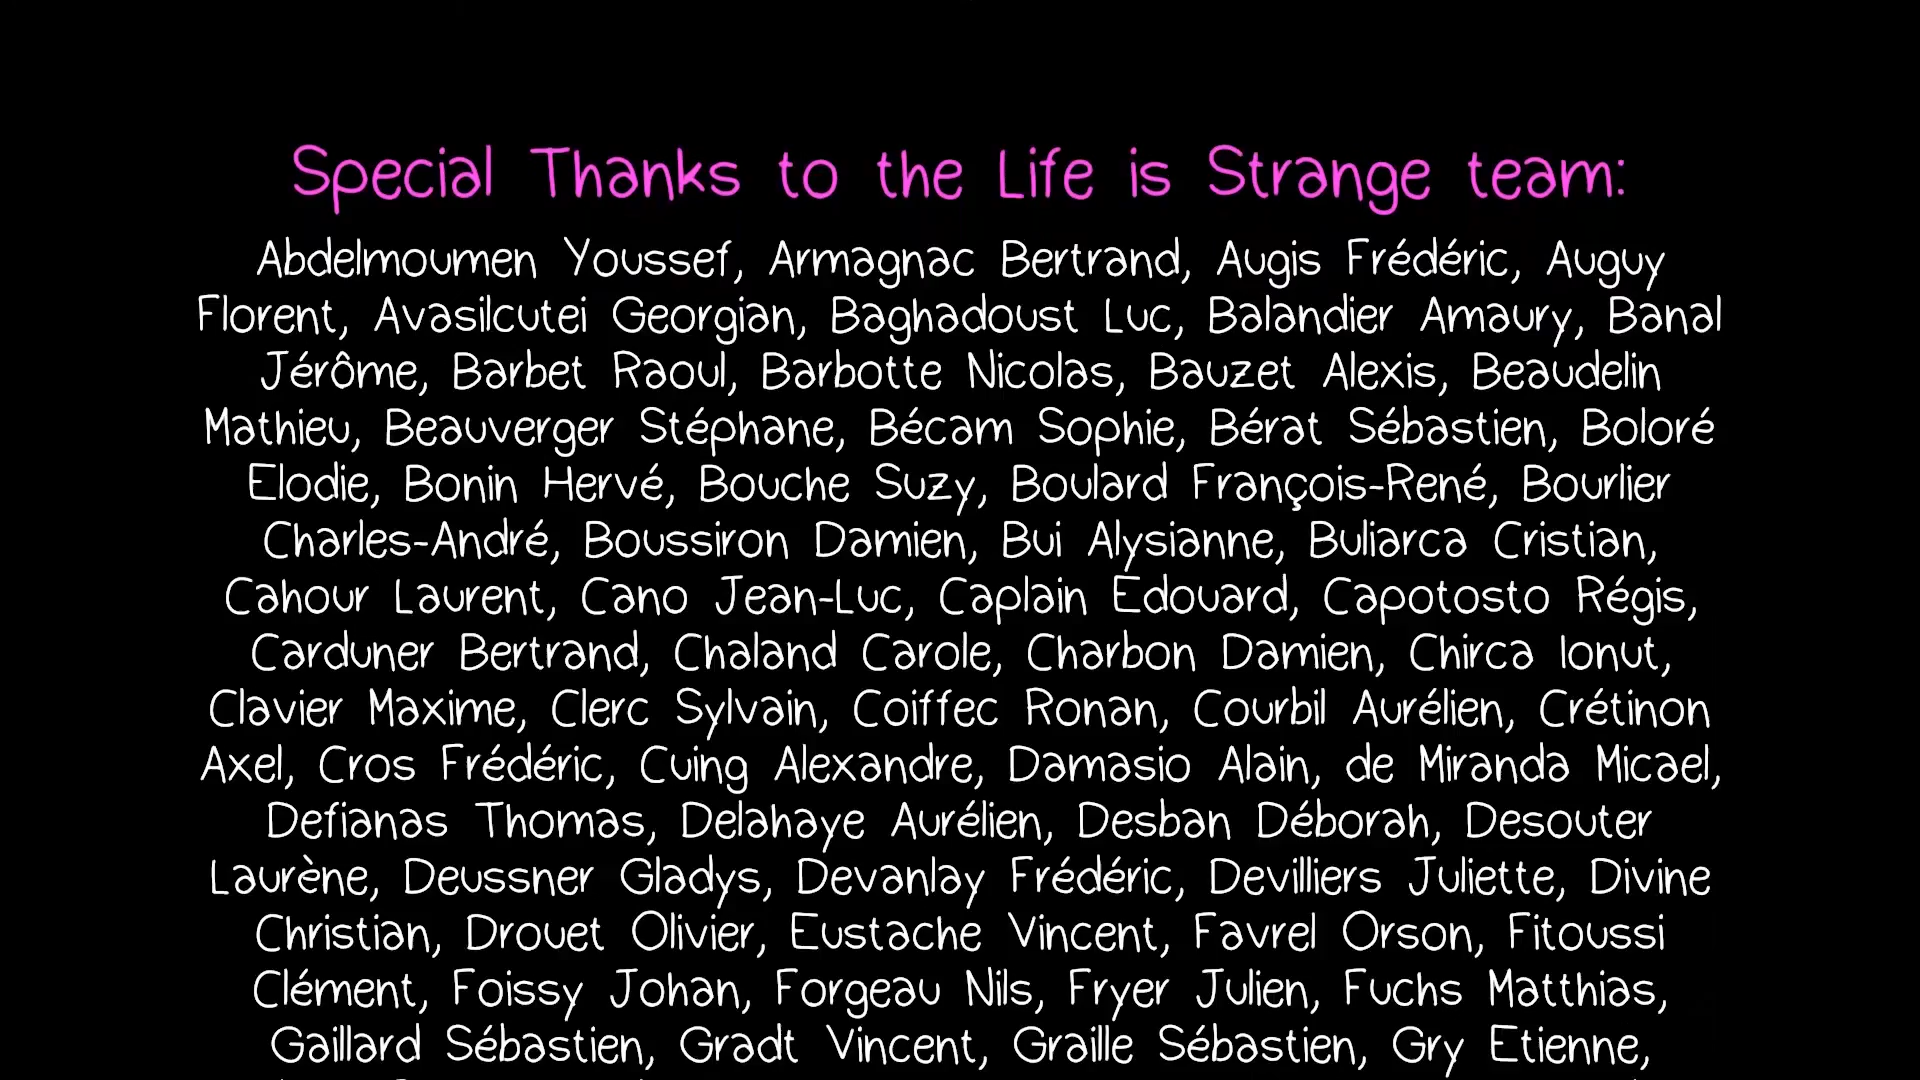 Special Thanks to the Life is Strange team:
Abdelmoumen Youssef, Armagnac Bertrand, Augis Frédéric, Auguy
Florent, Avasilcutei Georgian, Baghadoust Luc, Balandier Amaury, Banal
Jérôme, Barbet Raoul, Barbotte Nicolas, Bauzet Alexis, Beaudelin
Mathieu, Beauverger Stéphane, Bécam Sophie, Bérat Sébastien, Boloré
Elodie, Bonin Hervé, Bouche Suzy, Boulard François-René, Bourlier
Charles-André, Boussiron Damien, Bui Alysianne, Buliarca Cristian,
Cahour Laurent, Cano Jean-Luc, Caplain Edouard, Capotosto Régis,
Carduner Bertrand, Chaland Carole, Charbon Damien, Chirca Ionut,
Clavier Maxime, Clerc Sylvain, Coiffec Ronan, Courbil Aurélien, Crétinon
Axel, Cros Frédéric, Cuing Alexandre, Damasio Alain, de Miranda Micael,
Defianas Thomas, Delahaye Aurélien, Desban Déborah, Desouter
Laurène, Deussner Gladys, Devanlay Frédéric, Devilliers Juliette, Divine
Christian, Drouet Olivier, Eustache Vincent, Favrel Orson, Fitoussi
Clément, Foissy Johan, Forgeau Nils, Fryer Julien, Fuchs Matthias,
Gaillard Sébastien, Gradt Vincent, Graille Sébastien, Gry Etienne,